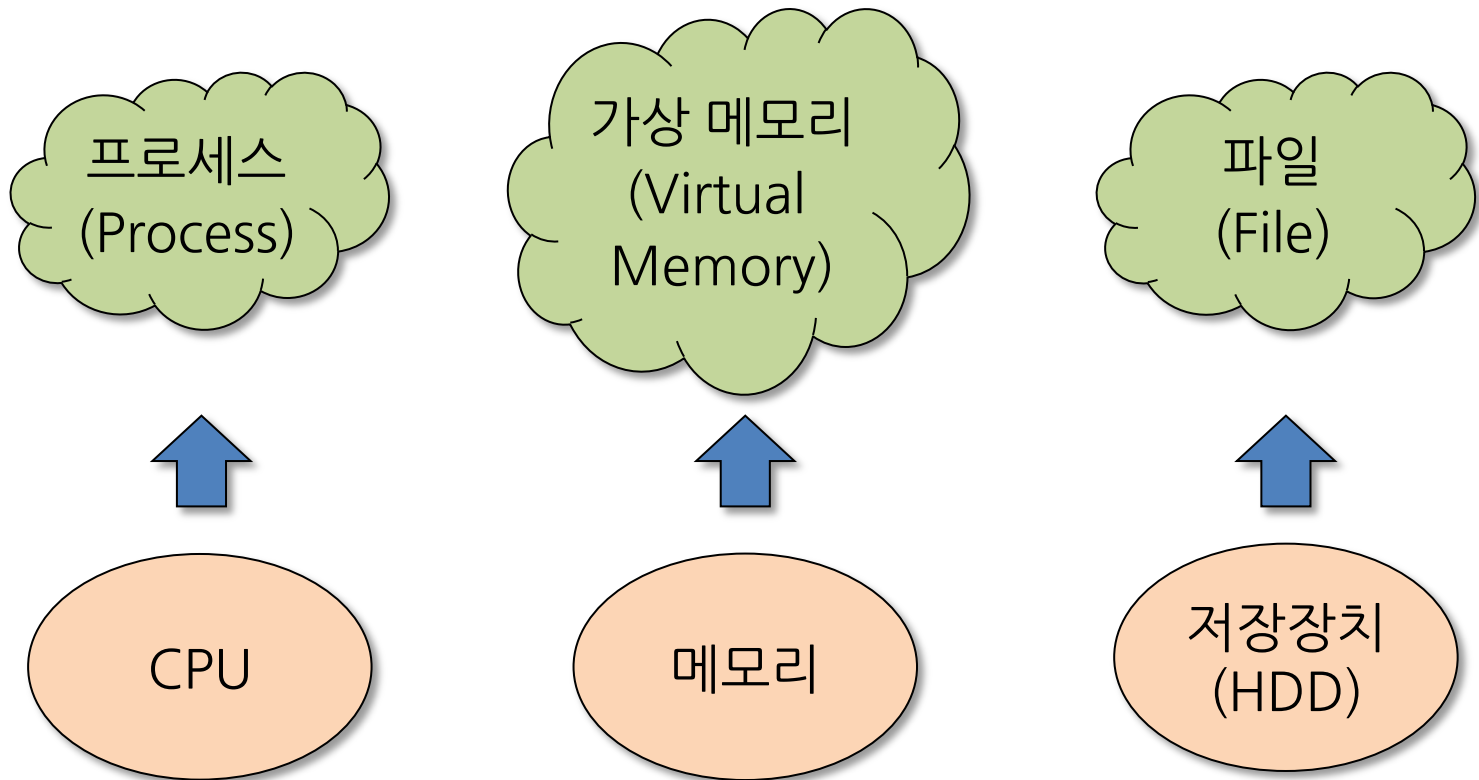 프로세스
(Process)
가상 메모리
(Virtual
Memory)
파일
(File)
CPU
메모리
저장장치
(HDD)